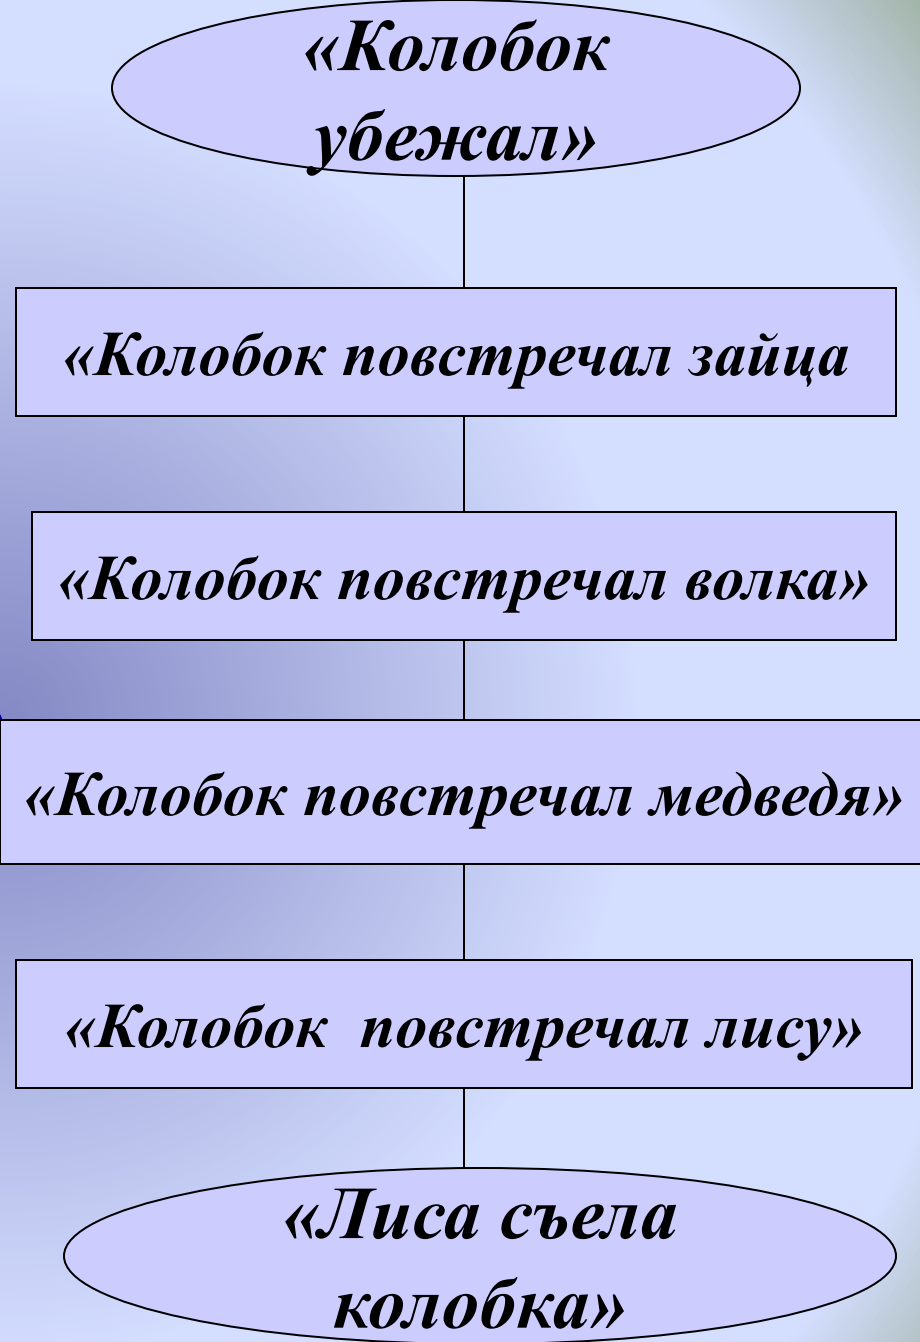 «Колобок
убежал»
«Колобок повстречал зайца
«Колобок повстречал волка»
«Колобок повстречал медведя»
«Колобок повстречал лису»
«Лиса съела
колобка»